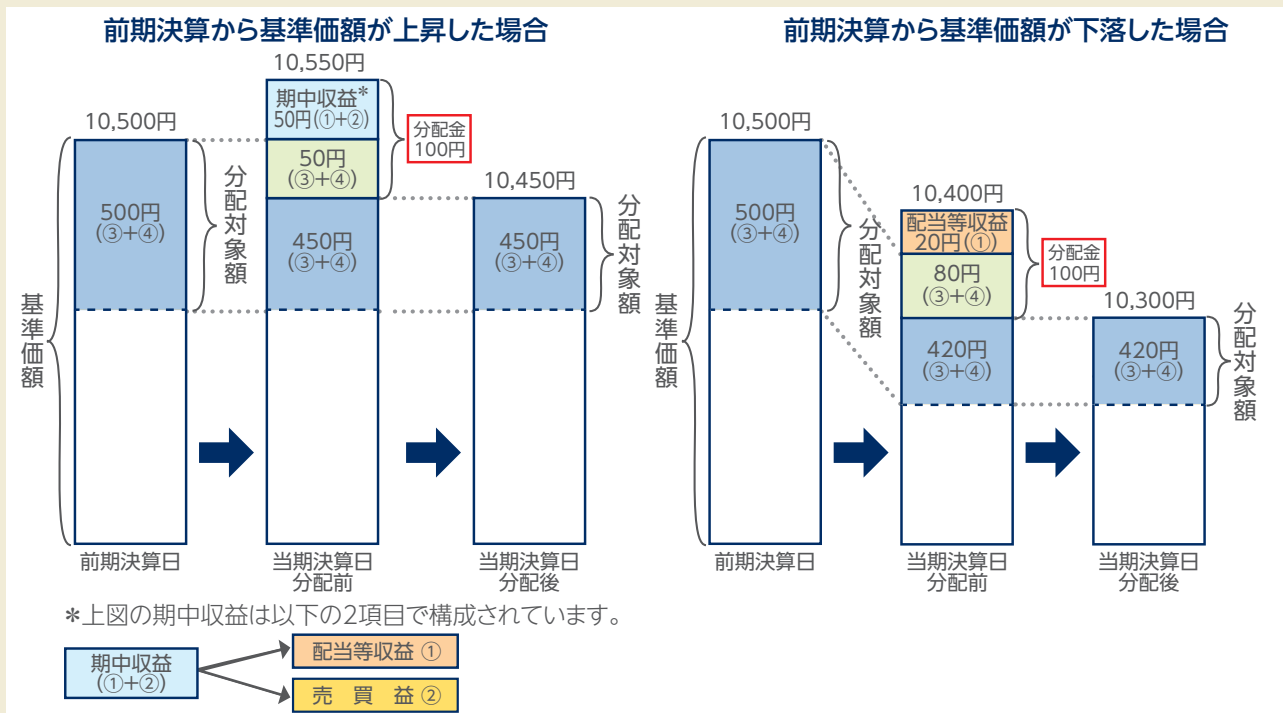 前期決算から基準価額が上昇した場合
10,500円
500円
(③+④)
分配対象額
基準価額
10,550円
期中収益*
50円(①+②)
50円
(③+④)
450円
(③+④)
分配金
100円
10,450円
450円
(③+④)
分配対象額
前期決算日
当期決算日
分配前
当期決算日
分配後
前期決算から基準価額が下落した場合
10,500円
500円
(③+④)
分配対象額
基準価額
10,400円
配当等収益
20円(①)
80円
(③+④)
420円
(③+④)
分配金
100円
10,300円
420円
(③+④)
分配対象額
前期決算日
当期決算日
分配前
当期決算日
分配後
*上図の期中収益は以下の2項目で構成されています。
期中収益
(①+②)
配当等収益 ①
売 買 益 ②